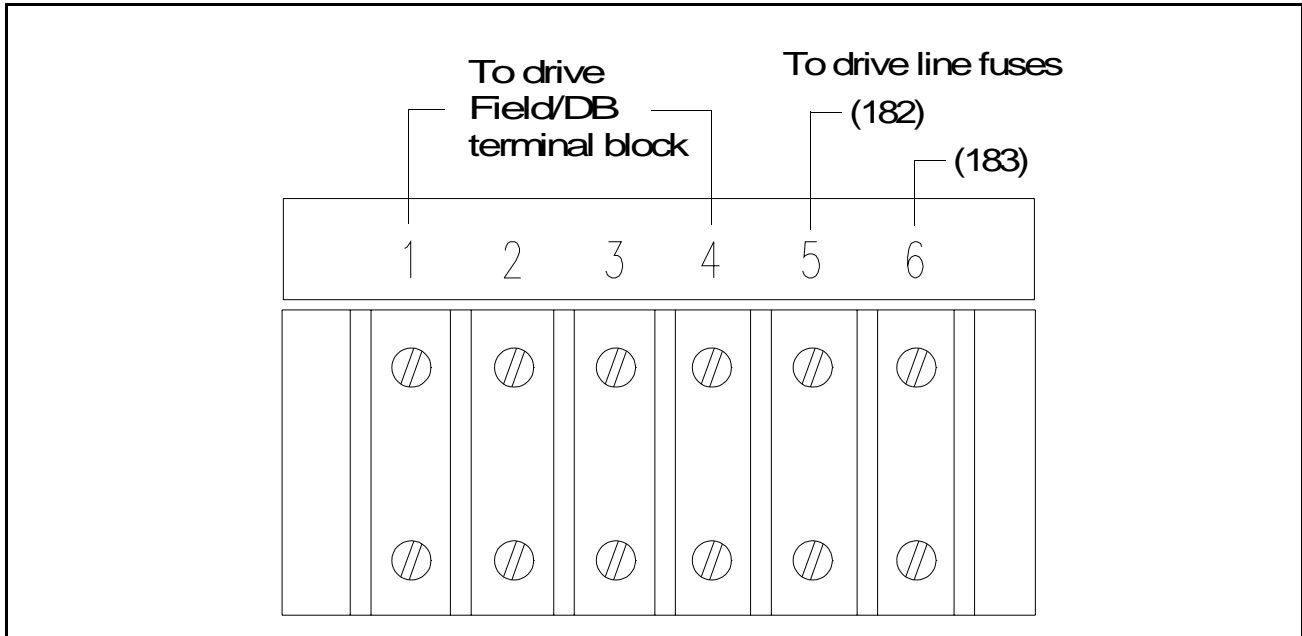 To drive
Field/DB
terminal block
To drive line fuses
(182)
(183)
1 2 3 4 5 6